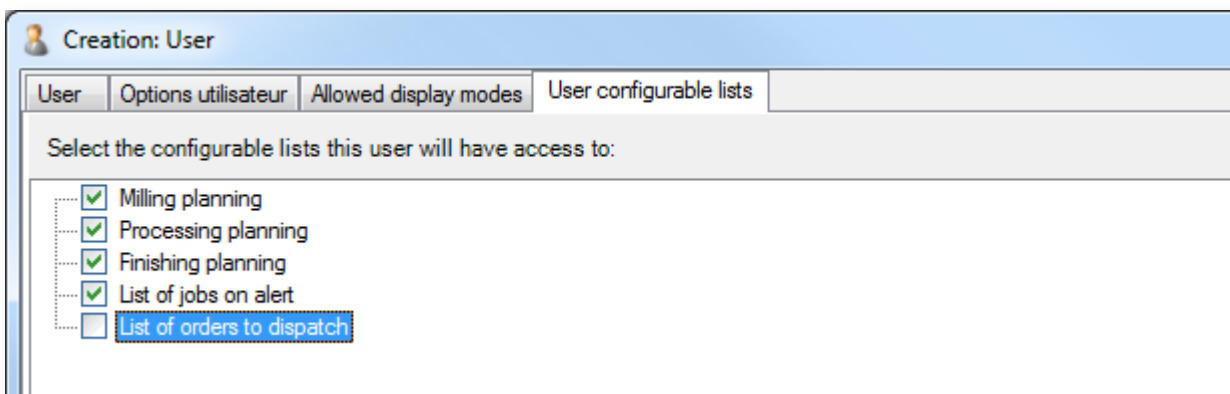 Creation: User
User Options utilisateur Allowed display modes User configurable lists
Select the configurable lists this user will have access to:
Milling planning
Processing planning
Finishing planning
List of jobs on alert
List of orders to dispatch